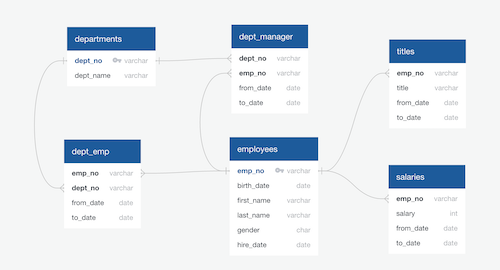 departments
dept_no varchar
dept_name varchar
dept_manager
dept_no varchar
emp_no varchar
from_date date
to_date date
titles
emp_no varchar
title varchar
from_date date
to_date date
dept_emp
emp_no varchar
dept_no varchar
from_date date
to_date date
employees
emp_no varchar
birth_date date
first_name varchar
last_name varchar
gender char
hire_date date
salaries
emp_no varchar
salary int
from_date date
to_date date